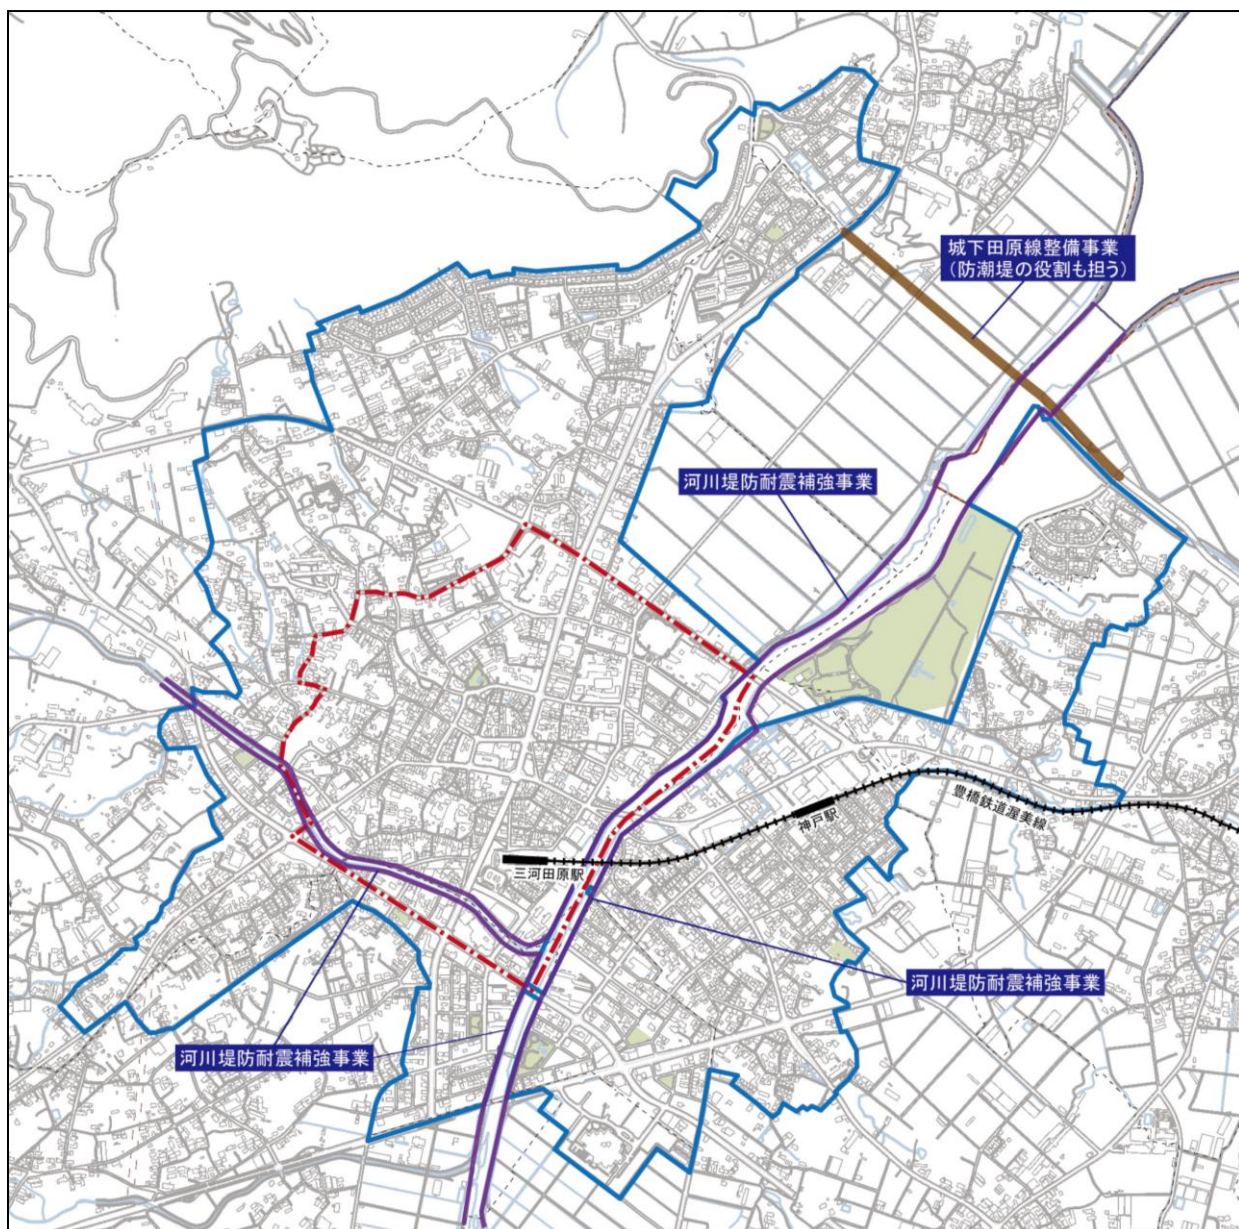 城下田原線整備事業
（防潮堤の役割も担う）
河川堤防耐震補強事業
豊橋鉄道渥美線
神戸駅
三河田原駅
河川堤防耐震補強事業
河川堤防耐震補強事業